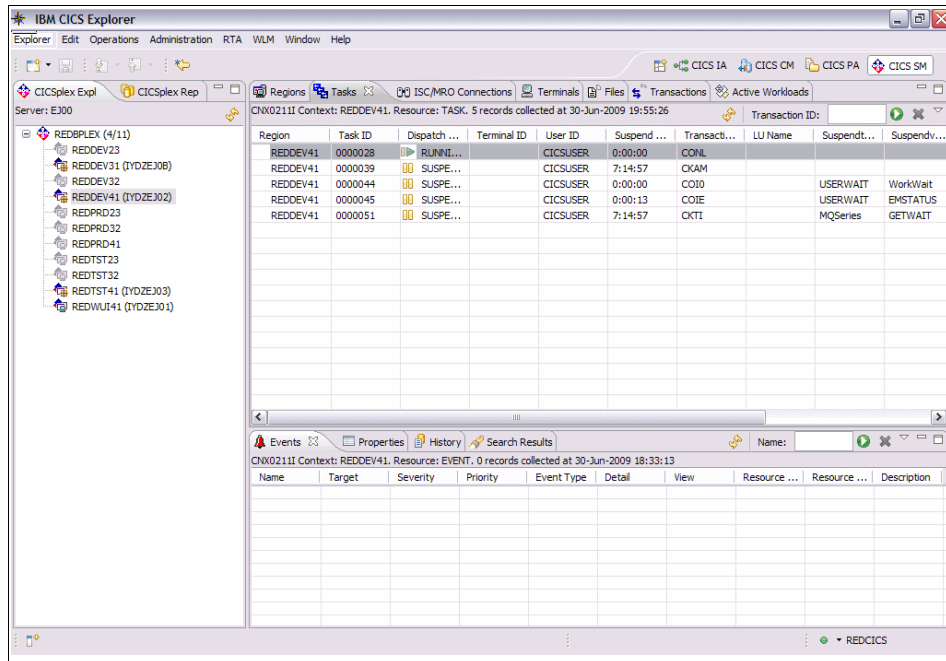 IBM CICS Explorer
Explorer Edit Operations Administration RTA WLM Window Help
CICS IA CICS CM CICS PA CICS SM
CICSplex Expl CICSplex Rep
Server: EJ00
REDBPLEX (4/11)
REDDEV23
REDDEV31 (IYDZEJ0B)
REDDEV32
REDDEV41 (IYDZEJ02)
REDPRD23
REDPRD32
REDPRD41
REDTST23
REDTST32
REDTST41 (IYDZEJ03)
REDWUI41 (IYDZEJ01)
Regions Tasks ISC/MRO Connections Terminals Files Transactions Active Workloads
CNX0211I Context: REDDEV41. Resource: TASK. 5 records collected at 30-Jun-2009 19:55:26 Transaction ID:
Region Task ID Dispatch ... Terminal ID User ID Suspend ... Transacti... LU Name Suspendt... Suspendv...
REDDEV41 0000028 RUNNI... CICSUSER 0:00:00 CONL
REDDEV41 0000039 SUSPE... CICSUSER 7:14:57 CKAM
REDDEV41 0000044 SUSPE... CICSUSER 0:00:00 COI0 USERWAIT WorkWait
REDDEV41 0000045 SUSPE... CICSUSER 0:00:13 COIE USERWAIT EMSTATUS
REDDEV41 0000051 SUSPE... CICSUSER 7:14:57 CKTI MQSeries GETWAIT
Events Properties History Search Results Name:
CNX0211I Context: REDDEV41. Resource: EVENT. 0 records collected at 30-Jun-2009 18:33:13
Name Target Severity Priority Event Type Detail View Resource ... Resource ... Description
REDCICS